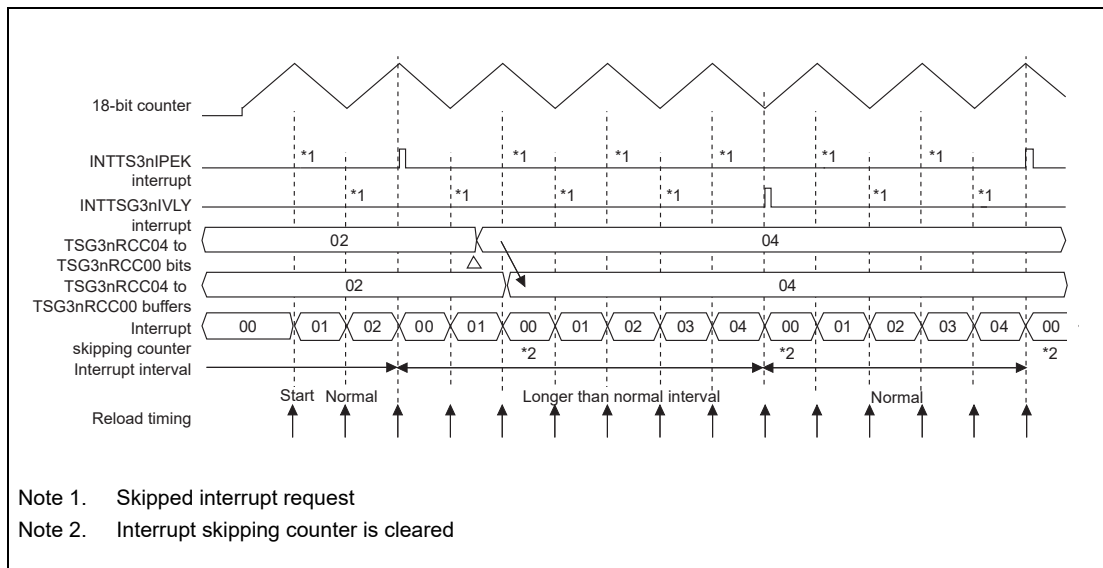 18-bit counter
*1 *1 *1 *1 *1 *1
INTTS3nIPEK
interrupt
*1 *1 *1 *1 *1 *1
INTTSG3nIVLY
interrupt
TSG3nRCC04 to
TSG3nRCC00 bits
02 04
TSG3nRCC04 to
TSG3nRCC00 buffers
02 04
Interrupt
skipping counter
00 01 02 00 01 00 01 02 03 04 00 01 02 03 04 00
*2 *2 *2
Interrupt interval
Start Normal Longer than normal interval Normal
Reload timing
Note 1. Skipped interrupt request
Note 2. Interrupt skipping counter is cleared